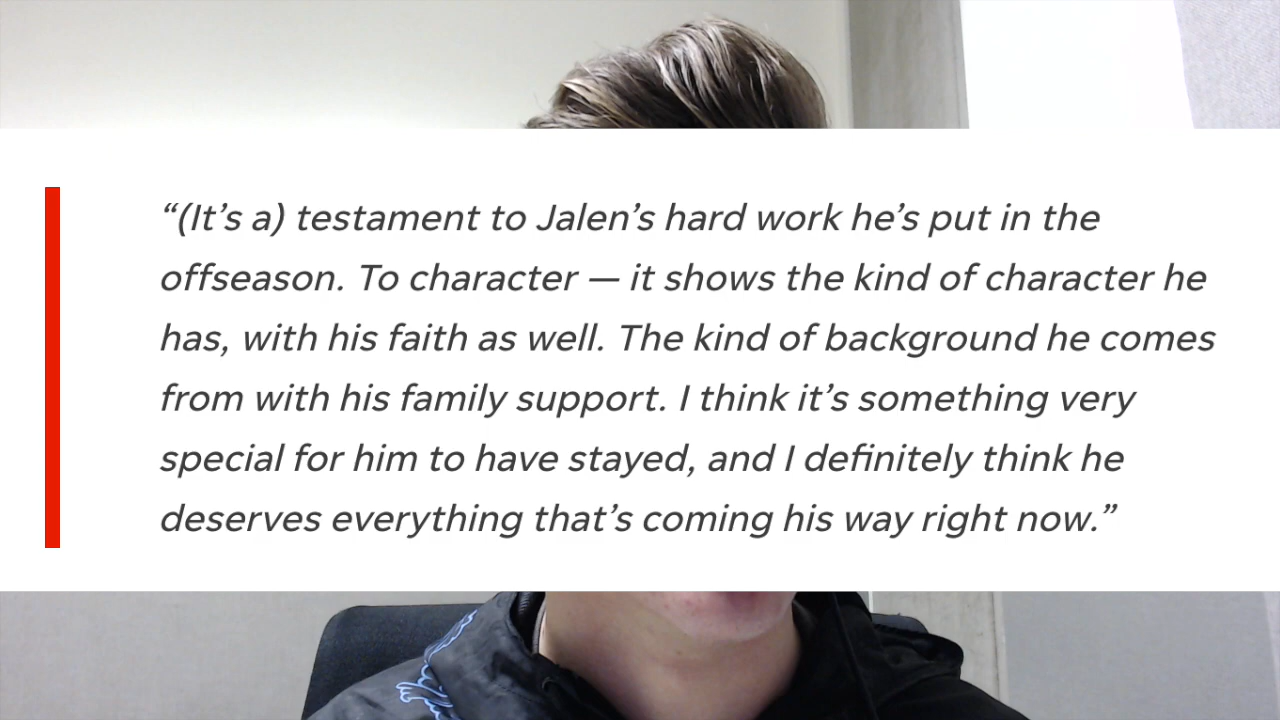 “(It’s a) testament to Jalen’s hard work he’s put in the
offseason. To character — it shows the kind of character he
has, with his faith as well. The kind of background he comes
from with his family support. I think it’s something very
special for him to have stayed, and I definitely think he
deserves everything that’s coming his way right now.”